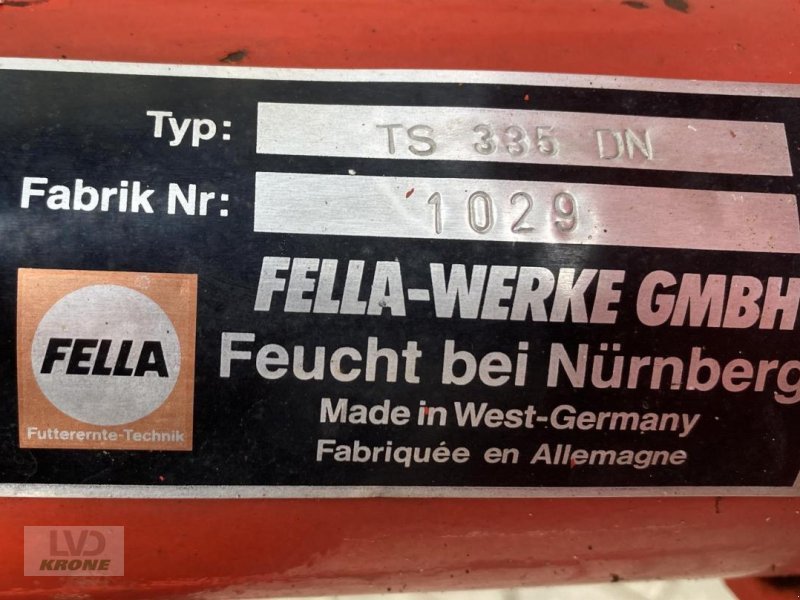 Typ: TS 335 DN
Fabrik Nr: 1029
FELLA-WERKE GMBH
Feucht bei Nürnberg
Made in West-Germany
Fabriquée en Allemagne
FELLA
Futterernte-Technik
LVD
KRONE